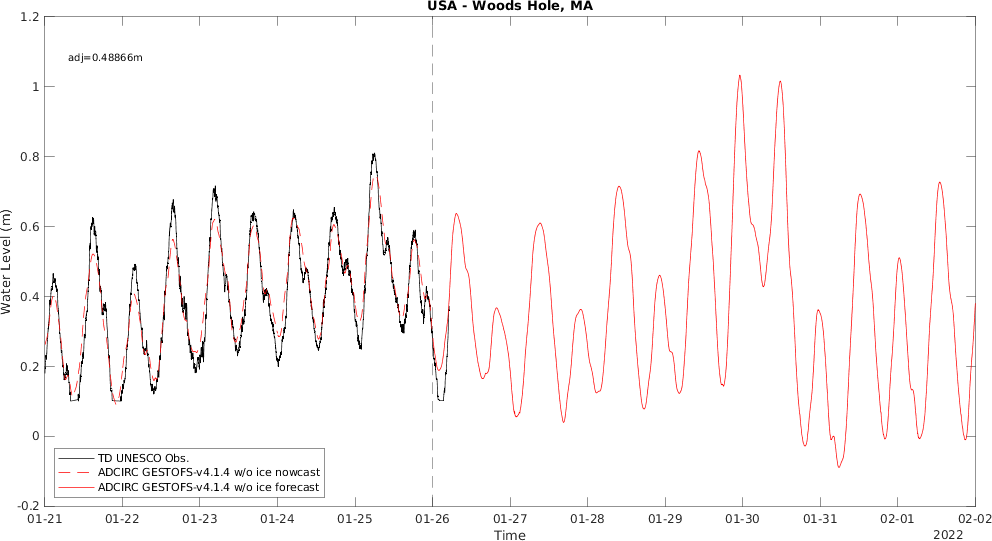 USA - Woods Hole, MA
1.2
1
0.8
0.6
0.4
0.2
0
-0.2
Water Level (m)
adj=0.48866m
TD UNESCO Obs.
ADCIRC GESTOFS-v4.1.4 w/o ice nowcast
ADCIRC GESTOFS-v4.1.4 w/o ice forecast
01-21 01-22 01-23 01-24 01-25 01-26 01-27 01-28 01-29 01-30 01-31 02-01 02-02
Time
2022